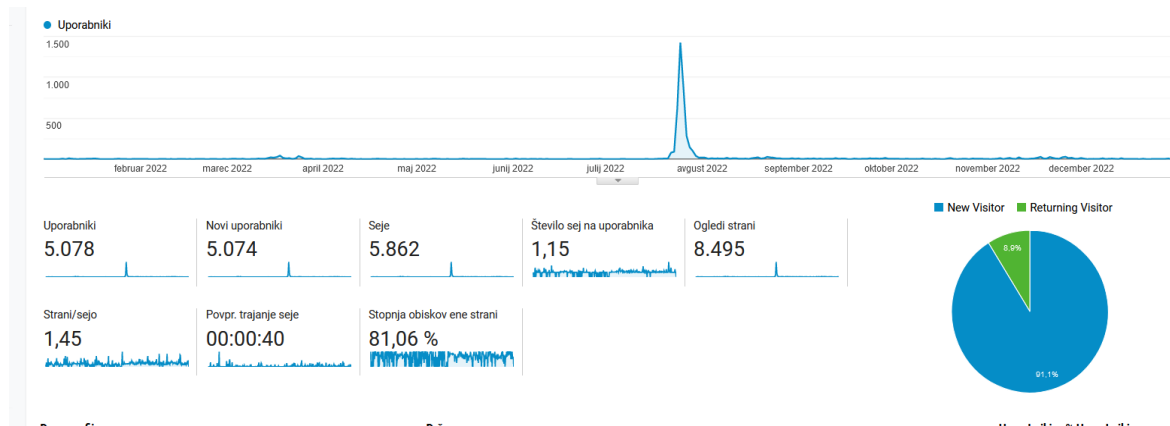 Uporabniki
1.500
1.000
500
februar 2022 marec 2022 april 2022 maj 2022 junij 2022 julij 2022 avgust 2022 september 2022 oktober 2022 november 2022 december 2022
New Visitor Returning Visitor
Uporabniki Novi uporabniki Seje Število sej na uporabnika Ogledi strani
5.078 5.074 5.862 1,15 8.495
8.9%
Strani/sejo Povpr. trajanje seje Stopnja obiskov ene strani
1,45 00:00:40 81,06 %
91.1%